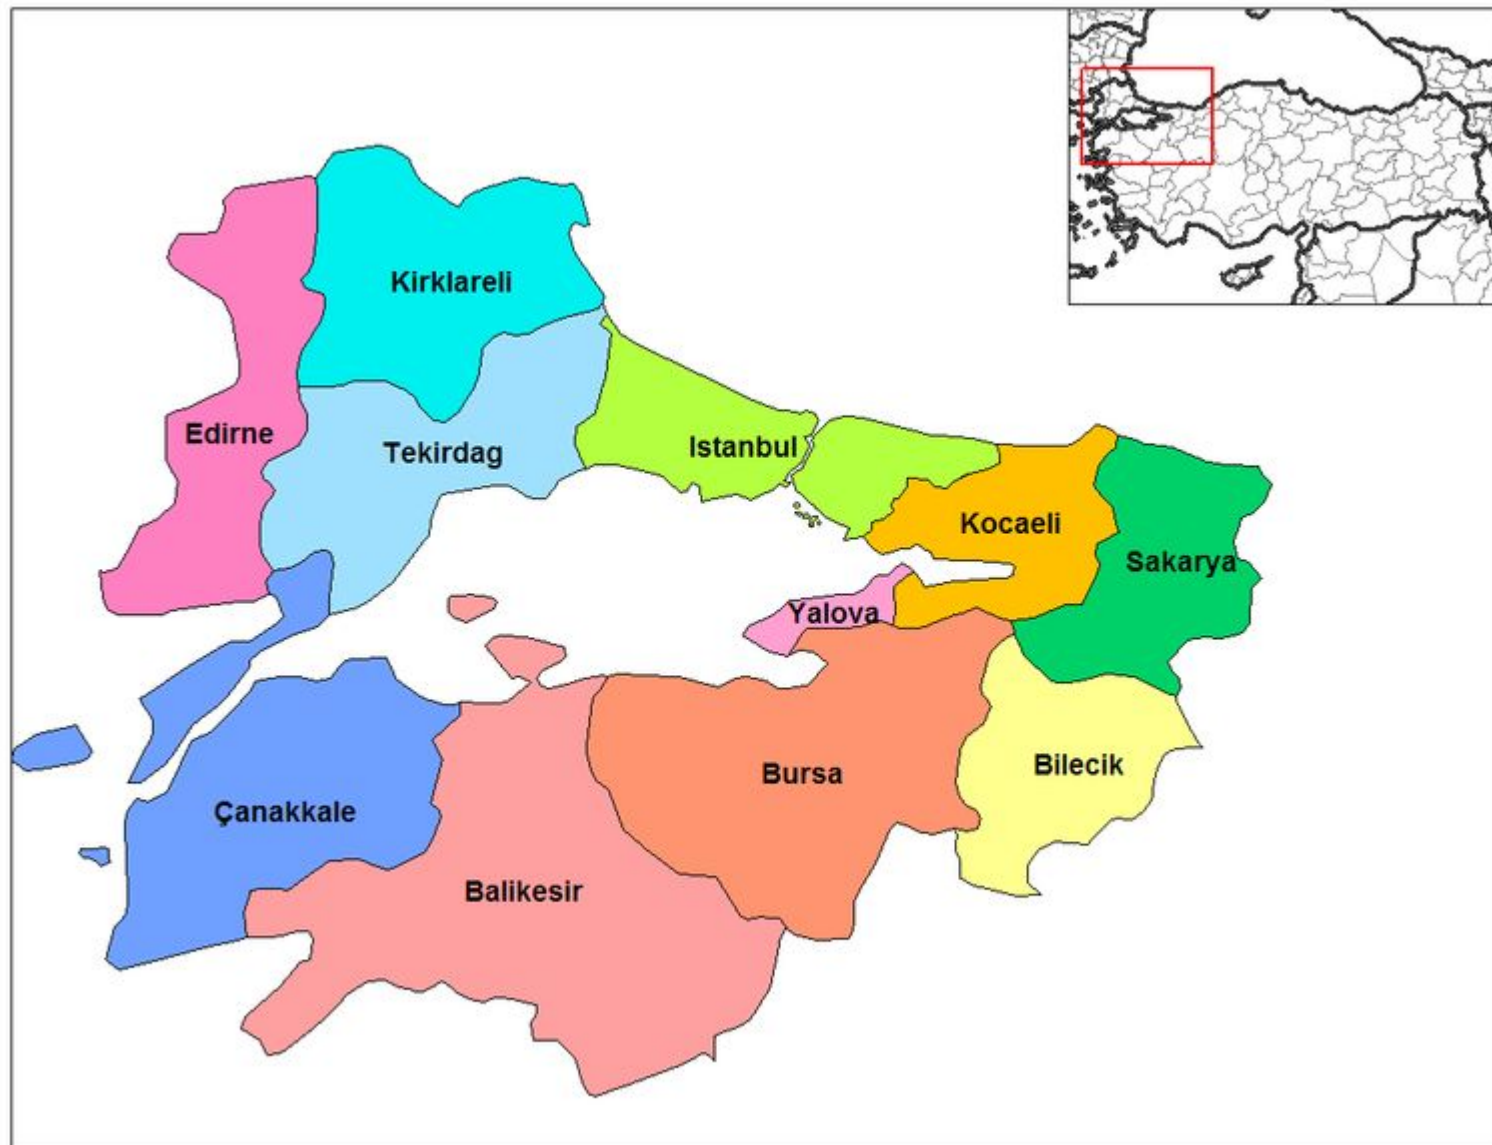 Kirklareli
Edirne
Tekirdag
Istanbul
Kocaeli
Sakarya
Yalova
Bursa
Bilecik
Çanakkale
Balikesir